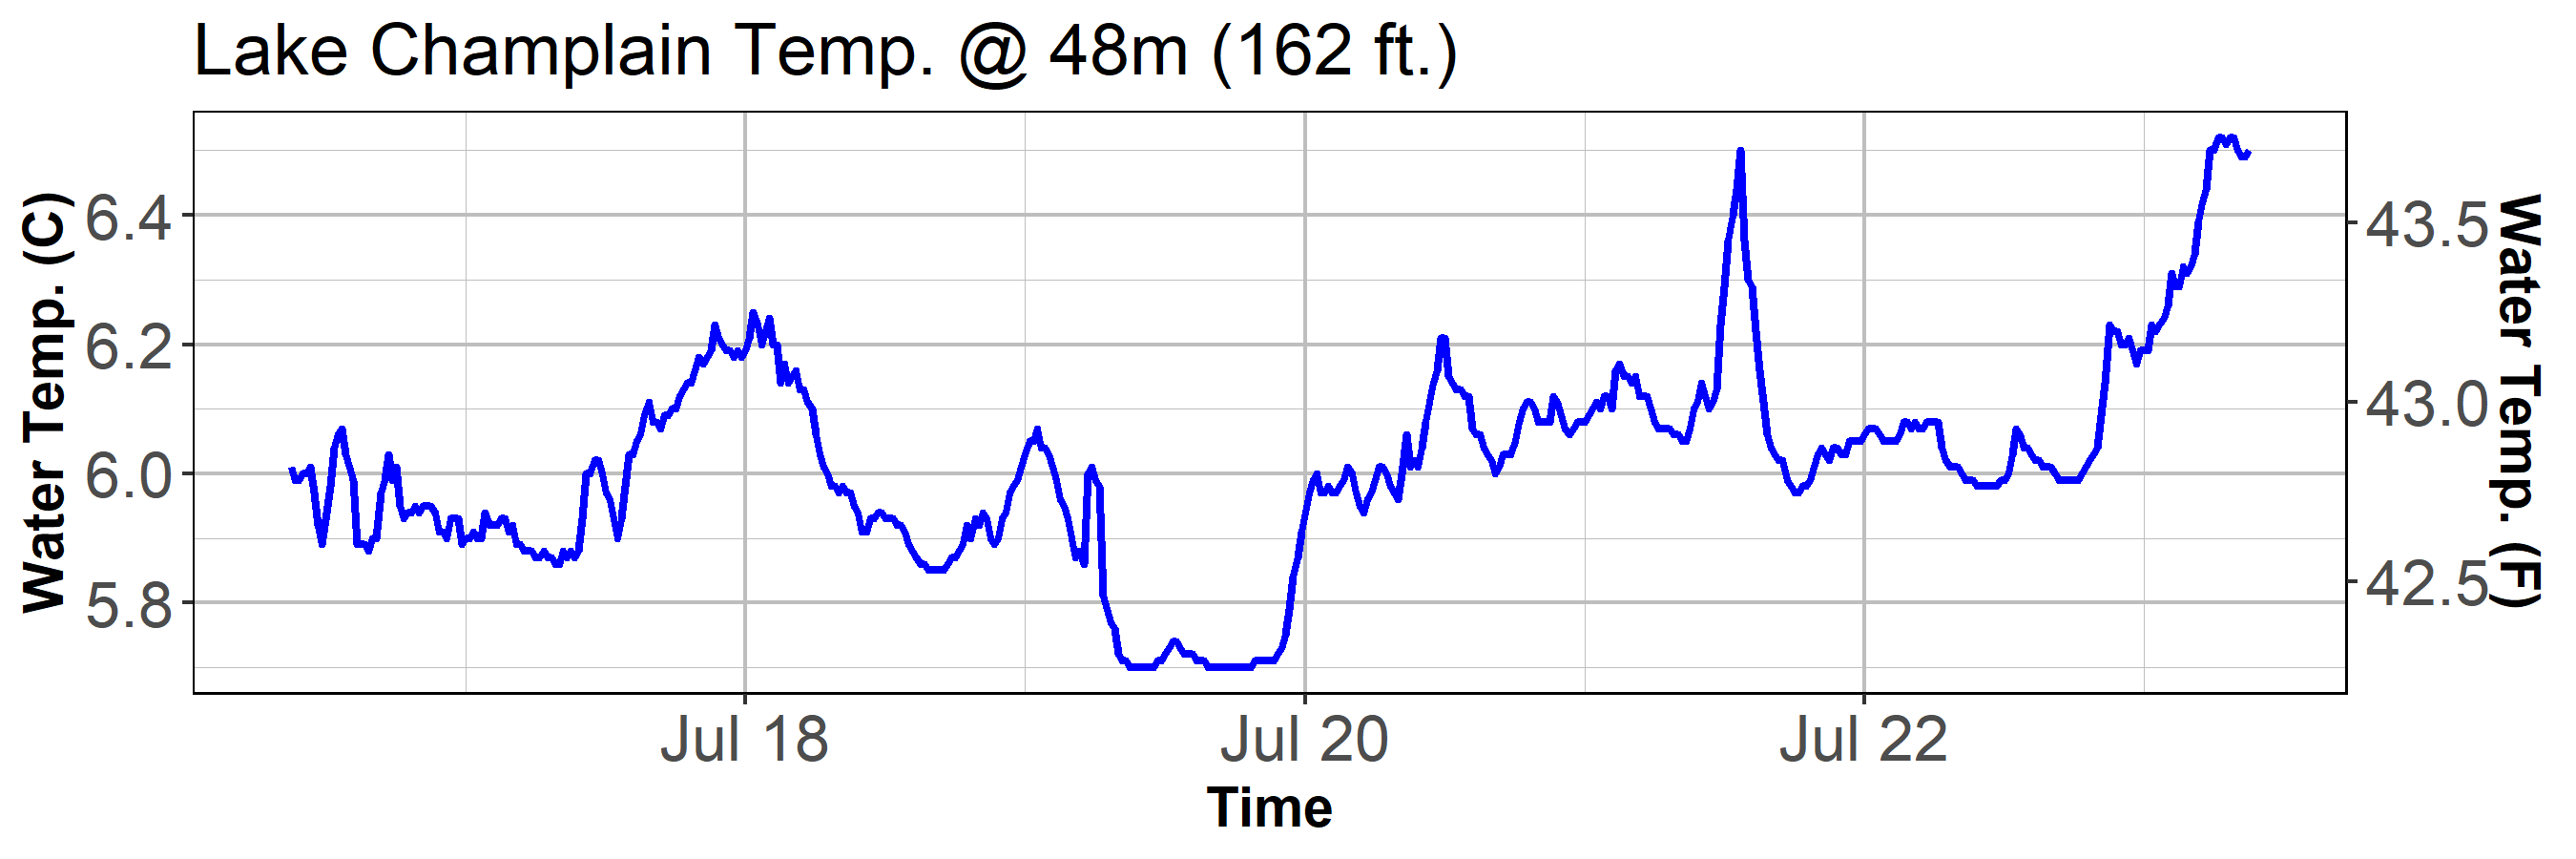 Lake Champlain Temp. @ 48m (162 ft.)
Water Temp. (C)
6.4
6.2
6.0
5.8
43.5
43.0
42.5
Water Temp. (F)
Jul 18 Jul 20 Jul 22
Time